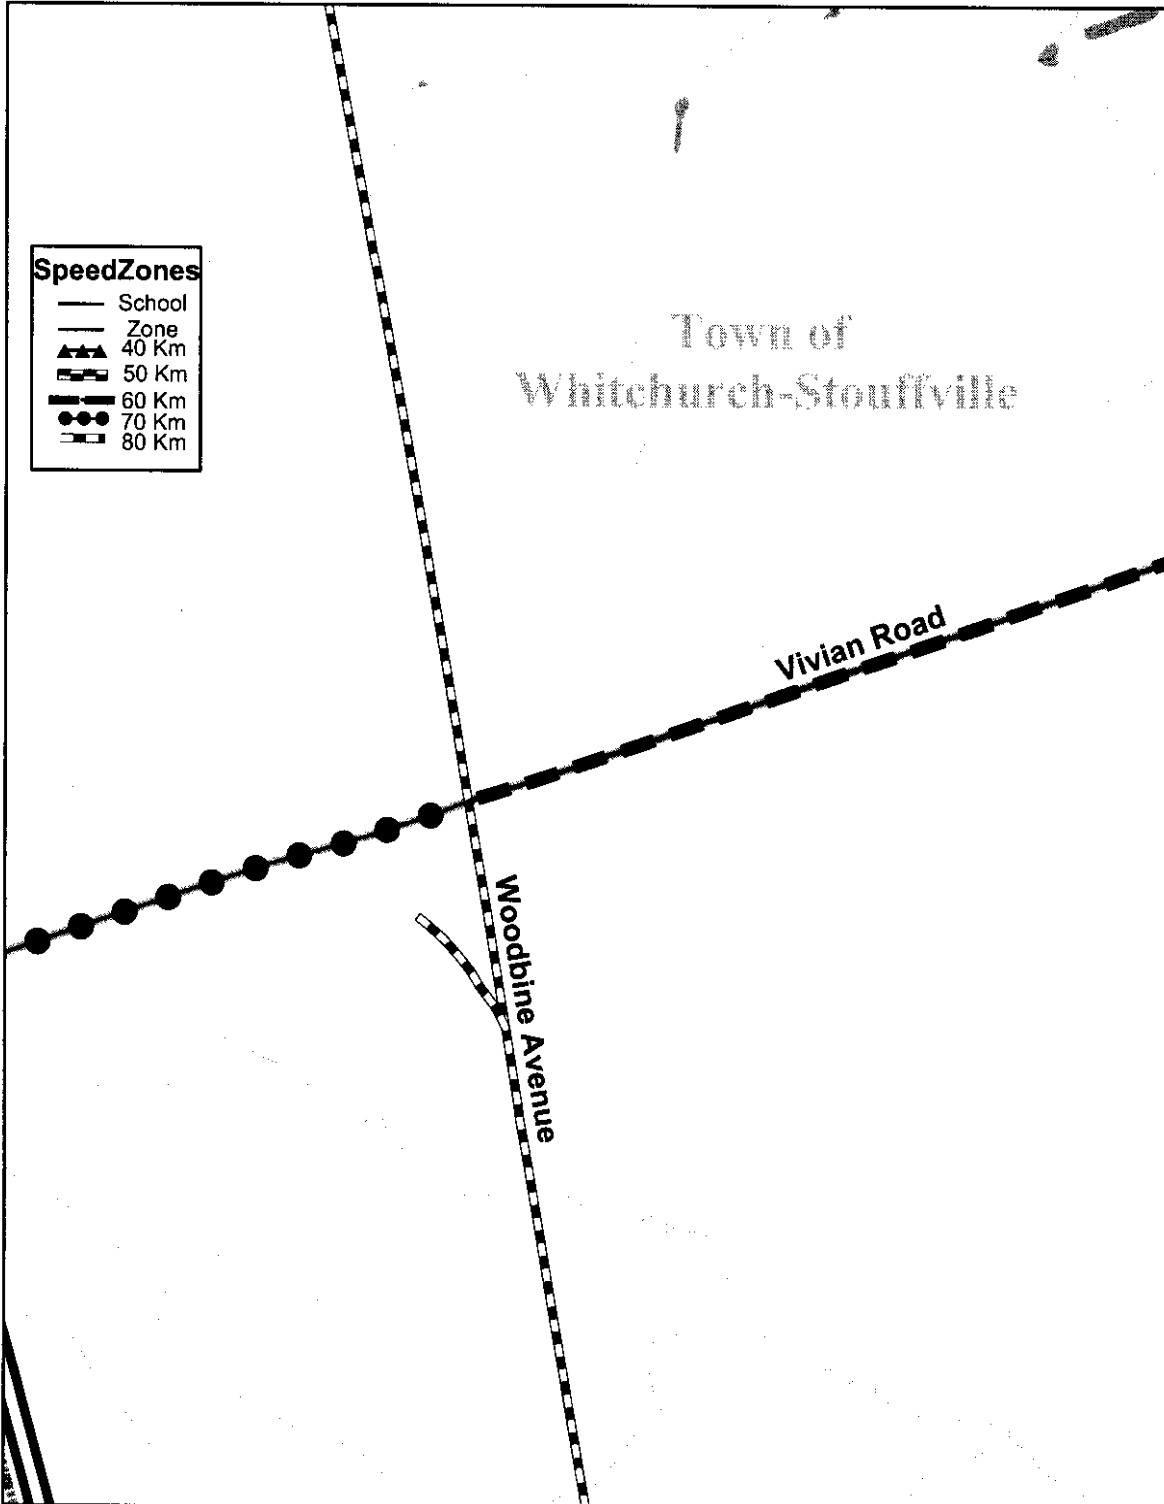 SpeedZones
School
Zone
40 Km
50 Km
60 Km
70 Km
80 Km
Town of
Whitchurch-Stouffville
Vivian Road
Woodbine Avenue